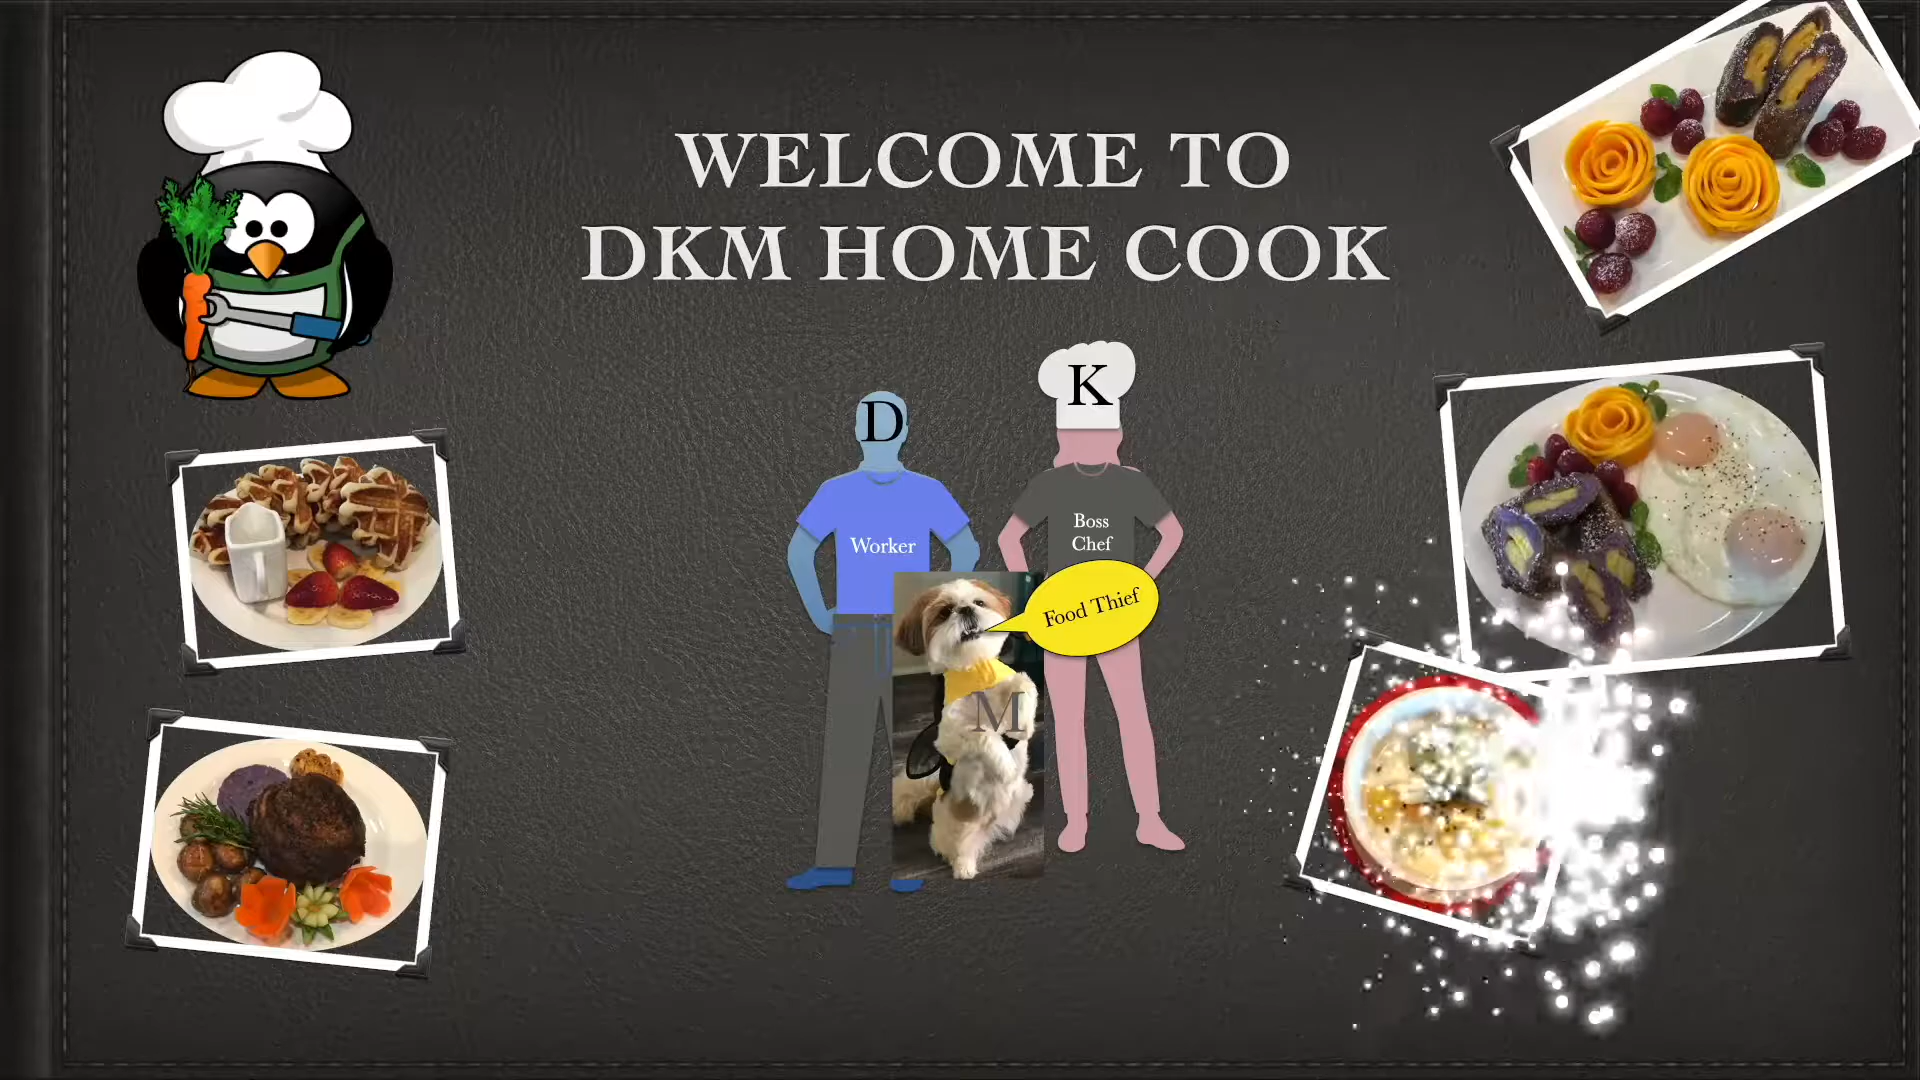 WELCOME TO
DKM HOME COOK
K
D
Boss
Chef
Worker
Food Thief
M